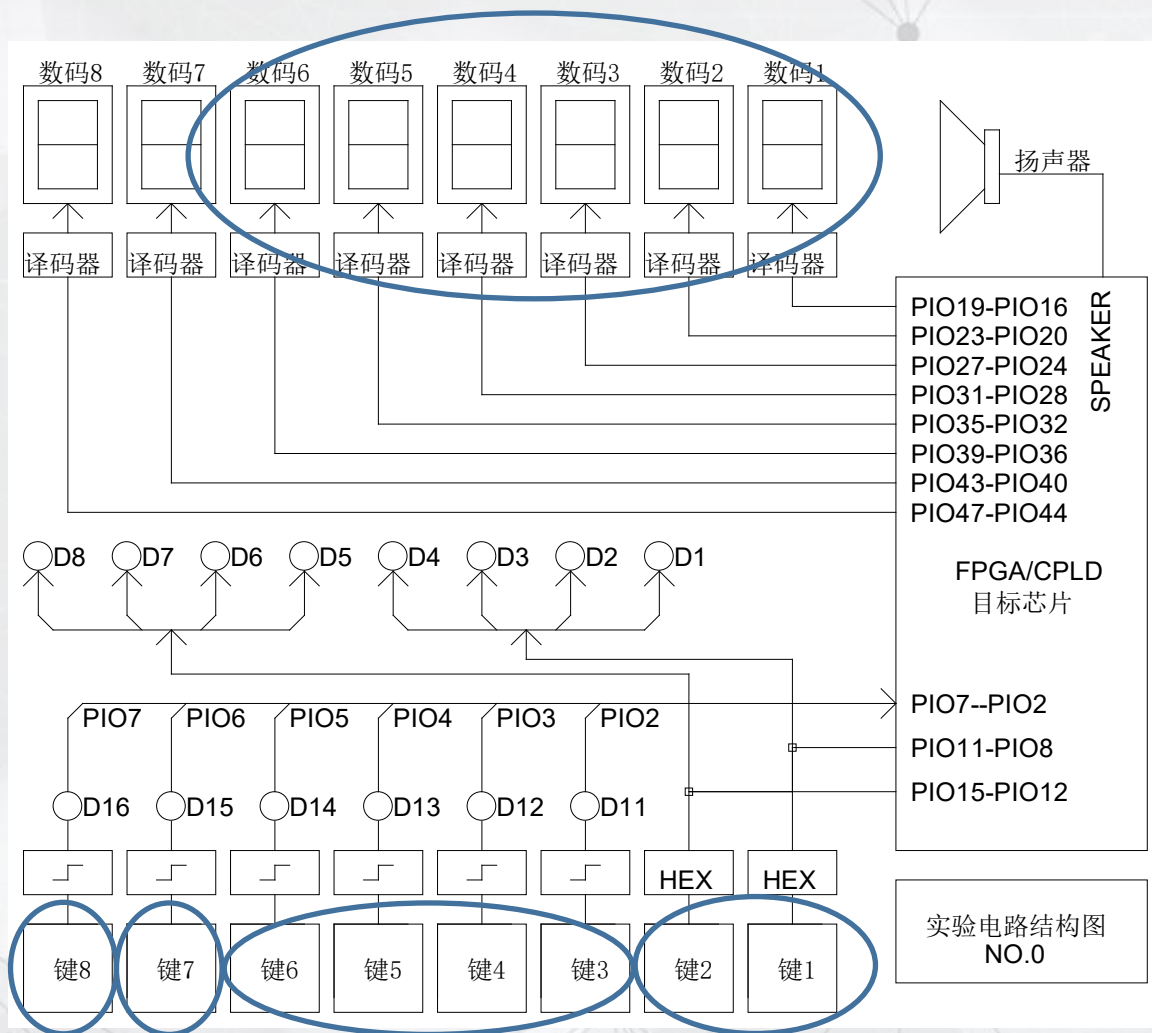 数码8 数码7 数码6 数码5 数码4 数码3 数码2 数码1
扬声器
译码器 译码器 译码器 译码器 译码器 译码器 译码器 译码器
SPEAKER
PIO19-PIO16
PIO23-PIO20
PIO27-PIO24
PIO31-PIO28
PIO35-PIO32
PIO39-PIO36
PIO43-PIO40
PIO47-PIO44
D8 D7 D6 D5 D4 D3 D2 D1
FPGA/CPLD
目标芯片
PIO7 PIO6 PIO5 PIO4 PIO3 PIO2
PIO7--PIO2
PIO11-PIO8
PIO15-PIO12
D16 D15 D14 D13 D12 D11
HEX HEX
键8 键7 键6 键5 键4 键3 键2 键1
实验电路结构图
NO.0